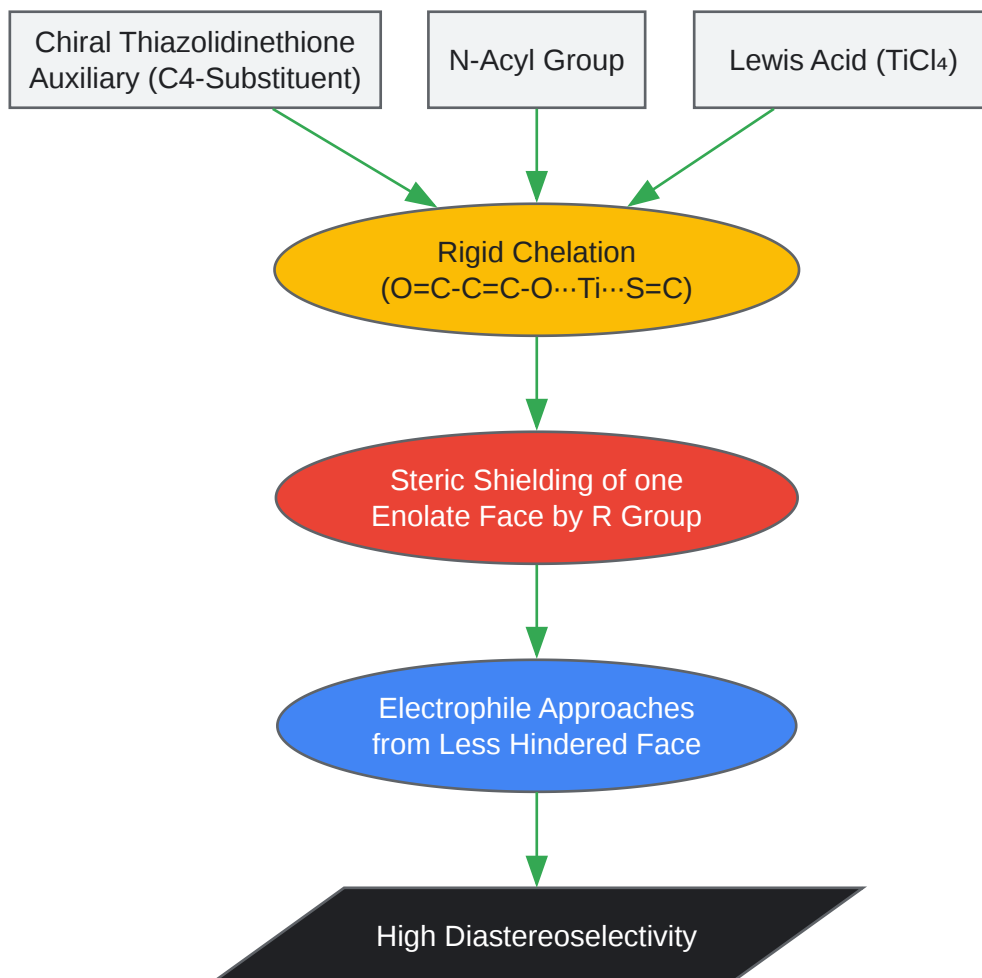 Chiral Thiazolidinethione
Auxiliary (C4-Substituent)
N-Acyl Group
Lewis Acid (TiCl₄)
Rigid Chelation
(O=C-C=C-O···Ti···S=C)
Steric Shielding of one
Enolate Face by R Group
Electrophile Approaches
from Less Hindered Face
High Diastereoselectivity